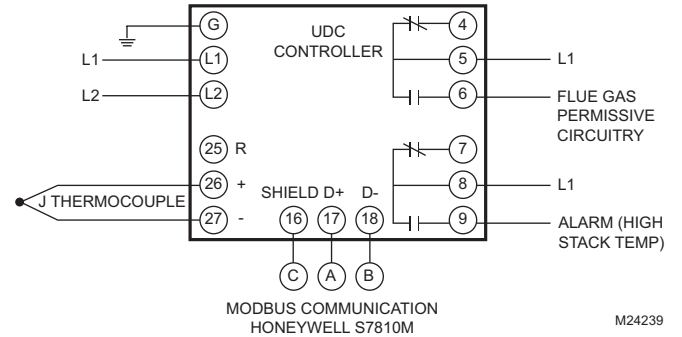 G
UDC
CONTROLLER
4
L1
L1
5
L1
L2
L2
6
FLUE GAS
PERMISSIVE
CIRCUITRY
25 R
7
J THERMOCOUPLE
26 +
8
L1
27 -
SHIELD D+ D-
16 17 18
9
ALARM (HIGH
STACK TEMP)
C A B
MODBUS COMMUNICATION
HONEYWELL S7810M
M24239